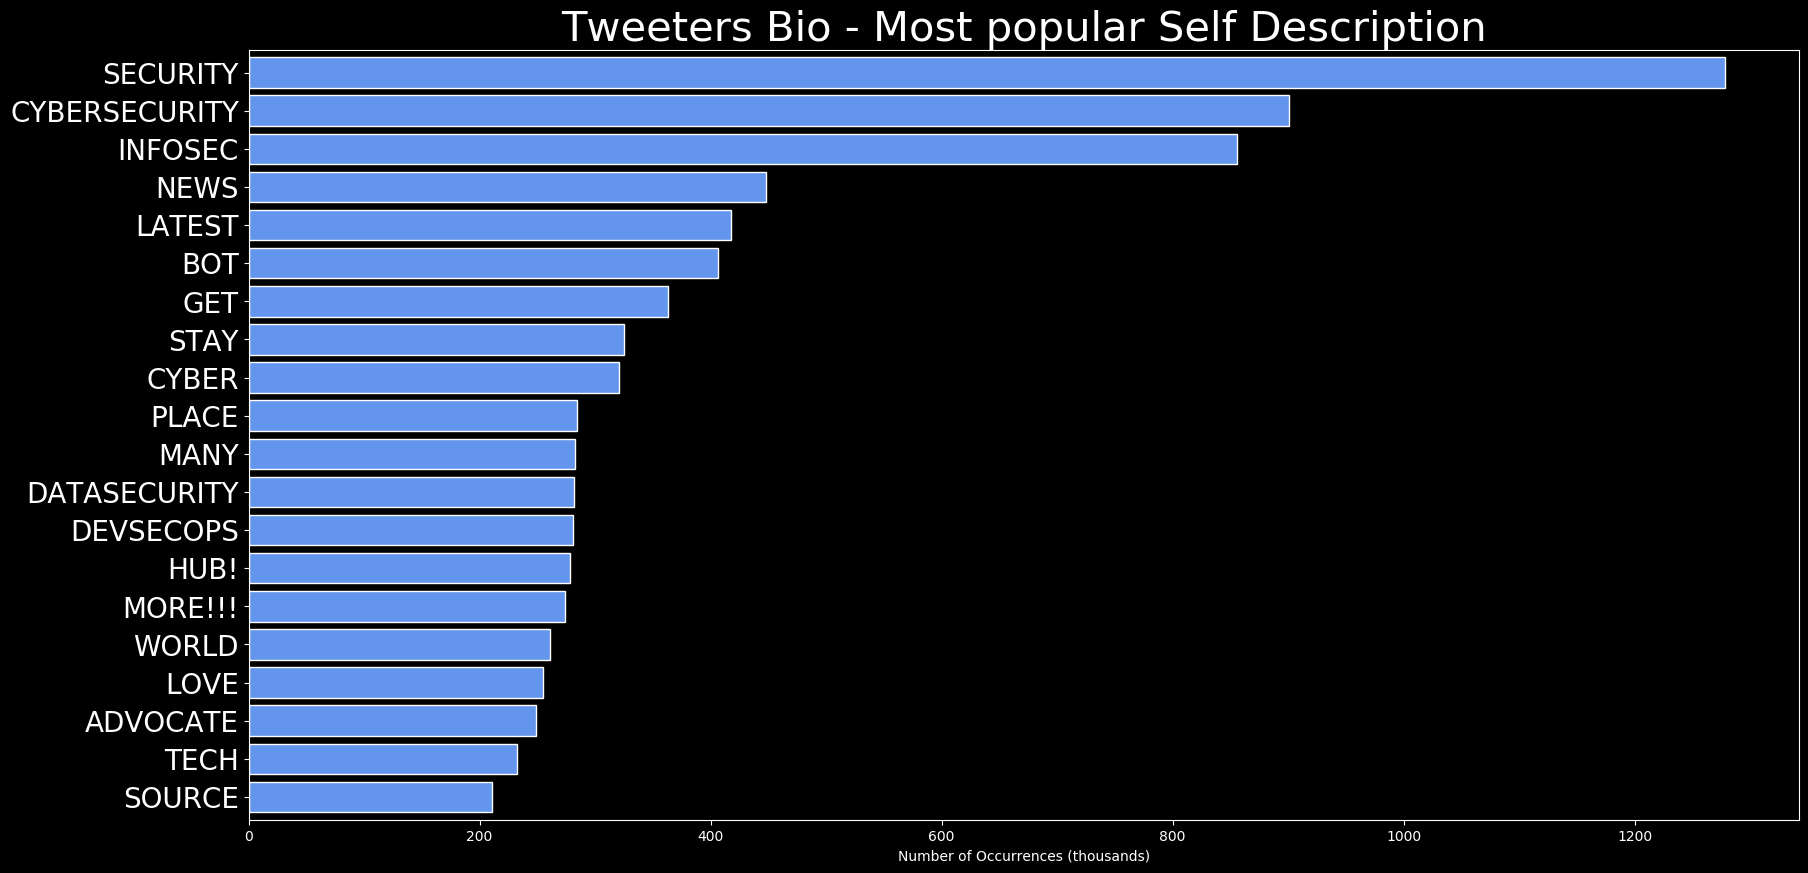 Tweeters Bio - Most popular Self Description
SECURITY
CYBERSECURITY
INFOSEC
NEWS
LATEST
BOT
GET
STAY
CYBER
PLACE
MANY
DATASECURITY
DEVSECOPS
HUB!
MORE!!!
WORLD
LOVE
ADVOCATE
TECH
SOURCE
0 200 400 600 800 1000 1200
Number of Occurrences (thousands)